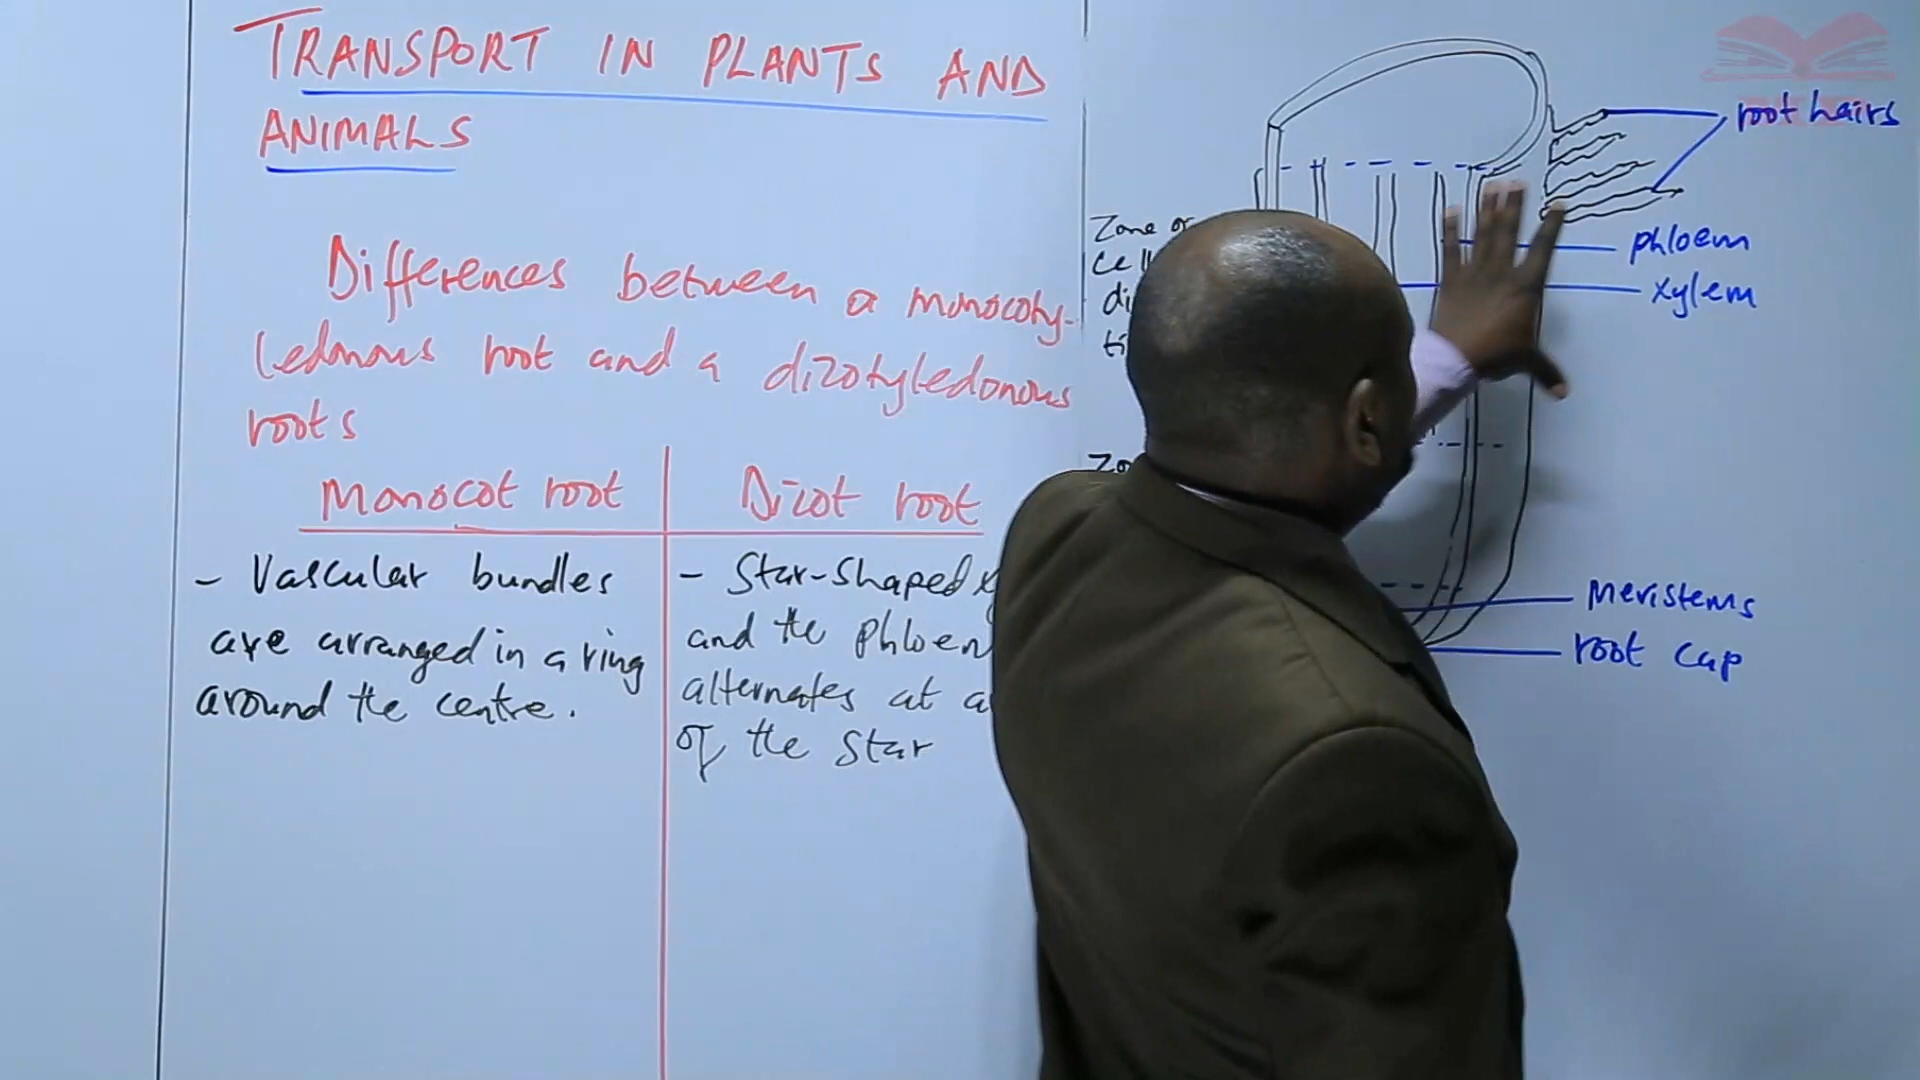 TRANSPORT IN PLANTS AND
ANIMALS
Differences between a monocoty-
ledonous root and a dicotyledonous
roots
Monocot root
- Vascular bundles
are arranged in a ring
around the centre.
Dicot root
- Star-shaped
and the phloem
alternates at
of the star
root hairs
phloem
xylem
Meristems
root cap
Zone